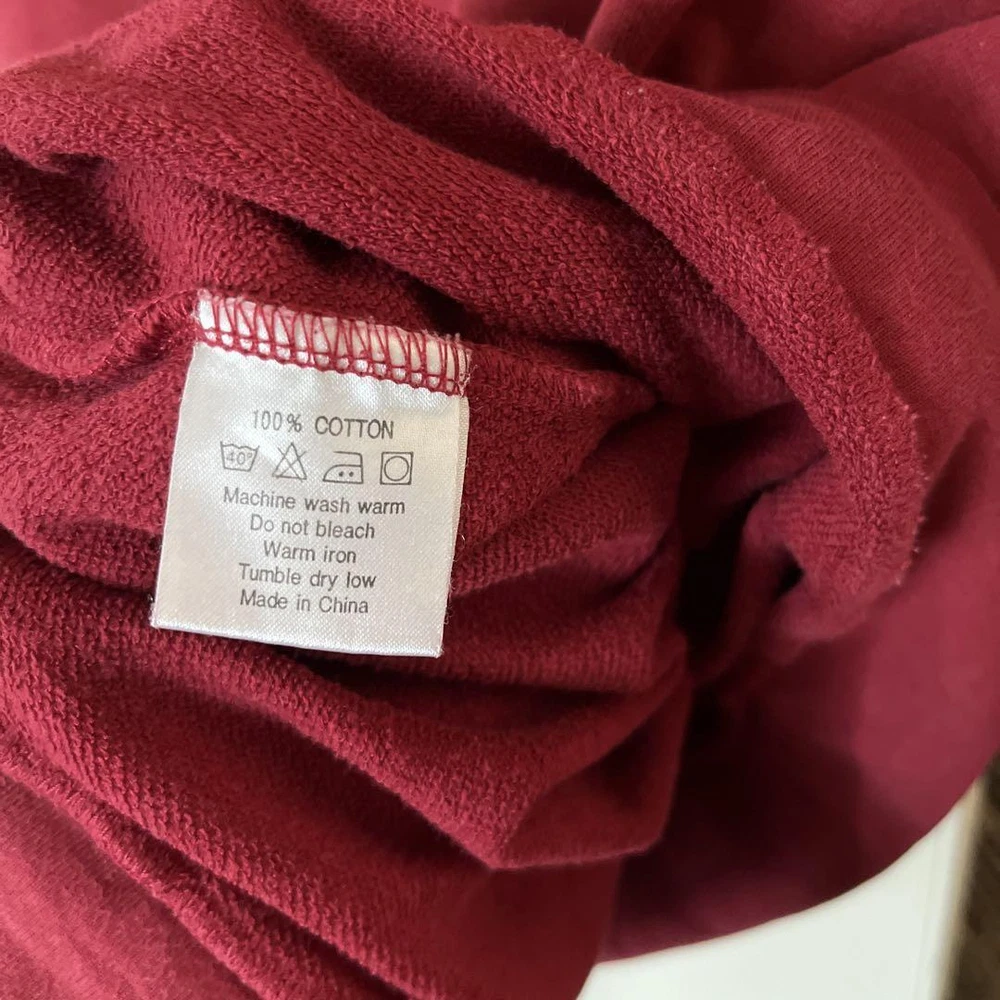 100% COTTON
40°
Machine wash warm
Do not bleach
Warm iron
Tumble dry low
Made in China